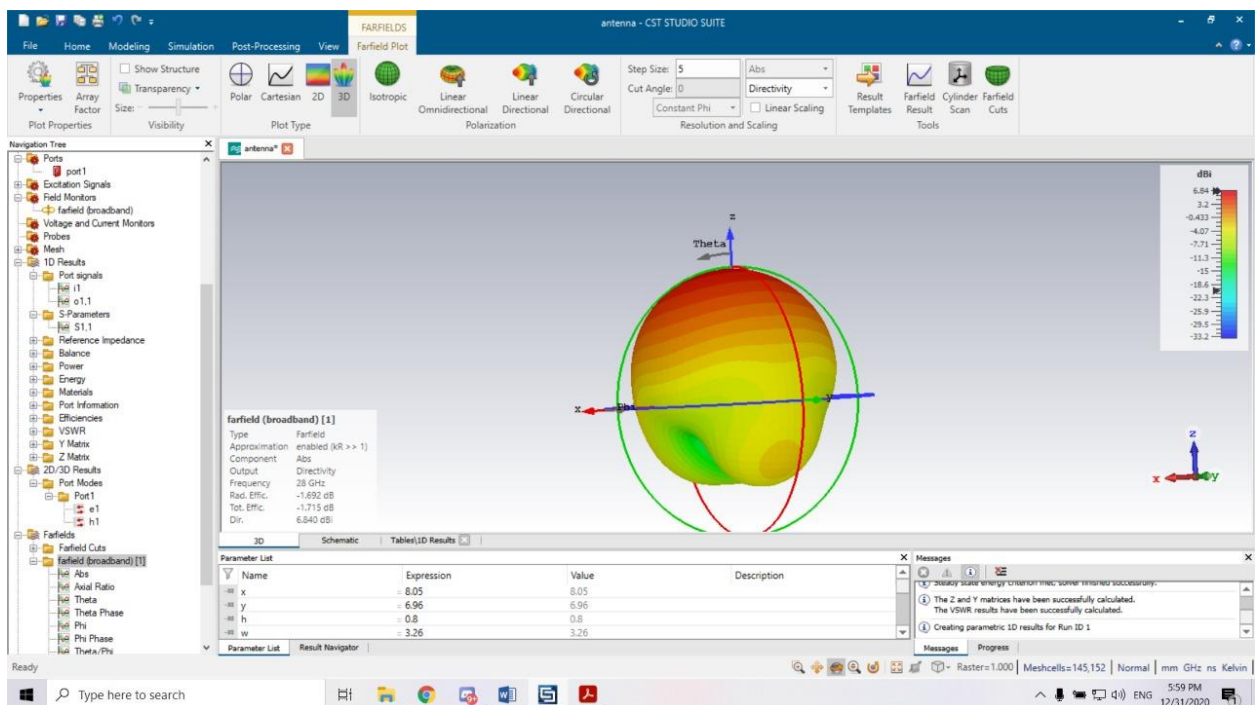 antenna - CST STUDIO SUITE
FARFIELDS
File Home Modeling Simulation Post-Processing View Farfield Plot
Properties
Array Factor
Show Structure
Transparency
Size:
Polar Cartesian 2D 3D
Isotropic
Linear Omnidirectional
Linear Directional
Circular Directional
Step Size: 5
Abs
Cut Angle: 0
Directivity
Constant Phi
Linear Scaling
Result Templates
Farfield Result
Cylinder Scan
Farfield Cuts
Plot Properties Visibility Plot Type Polarization Resolution and Scaling Tools
Navigation Tree
Ports
port1
Excitation Signals
Field Monitors
farfield (broadband)
Voltage and Current Monitors
Probes
Mesh
1D Results
Port signals
i1
o1,1
S-Parameters
S1,1
Reference Impedance
Balance
Power
Energy
Materials
Port Information
Efficiencies
VSWR
Y Matrix
Z Matrix
2D/3D Results
Port Modes
Port1
e1
h1
Farfields
Farfield Cuts
farfield (broadband) [1]
Abs
Axial Ratio
Theta
Theta Phase
Phi
Phi Phase
Theta/Phi
antenna*
z
Theta
x
Phi
y
dBi
6.84
3.2
-0.433
-4.07
-7.71
-11.3
-15
-18.6
-22.3
-25.9
-29.5
-33.2
z
x
y
farfield (broadband) [1]
Type Farfield
Approximation enabled (kR >> 1)
Component Abs
Output Directivity
Frequency 28 GHz
Rad. Effic. -1.692 dB
Tot. Effic. -1.715 dB
Dir. 6.840 dBi
3D Schematic Tables\1D Results
Parameter List
Name Expression Value Description
x = 8.05 8.05
y = 6.96 6.96
h = 0.8 0.8
w = 3.26 3.26
Parameter List Result Navigator
Messages
Steady state energy criterion met, solver finished successfully.
The Z and Y matrices have been successfully calculated.
The VSWR results have been successfully calculated.
Creating parametric 1D results for Run ID 1
Messages Progress
Ready
Raster=1.000 Meshcells=145,152 Normal mm GHz ns Kelvin
Type here to search
ENG
5:59 PM
12/31/2020